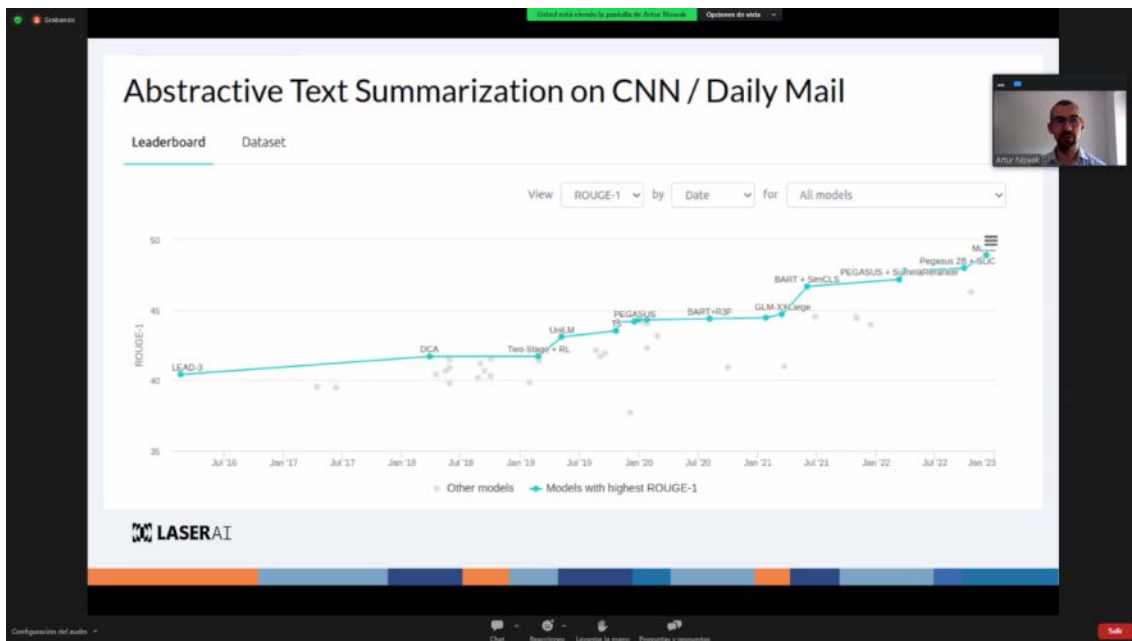 Grabando
Usted está viendo la pantalla de Artur Nowak
Opciones de vista
Abstractive Text Summarization on CNN / Daily Mail
Leaderboard
Dataset
Artur Nowak
View ROUGE-1 by Date for All models
50
45
40
35
ROUGE-1
LEAD-3
DCA
Two-Stage + RL
UniLM
T5
PEGASUS
BART+R3F
GLM-XXLarge
BART + SimCLS
PEGASUS + SummaReranker
Pegasus 2B + SLiC
Jul '16 Jan '17 Jul '17 Jan '18 Jul '18 Jan '19 Jul '19 Jan '20 Jul '20 Jan '21 Jul '21 Jan '22 Jul '22 Jan '23
Other models Models with highest ROUGE-1
LASERAI
Configuración del audio
Chat
Reacciones
Levantar la mano
Preguntas y respuestas
Salir